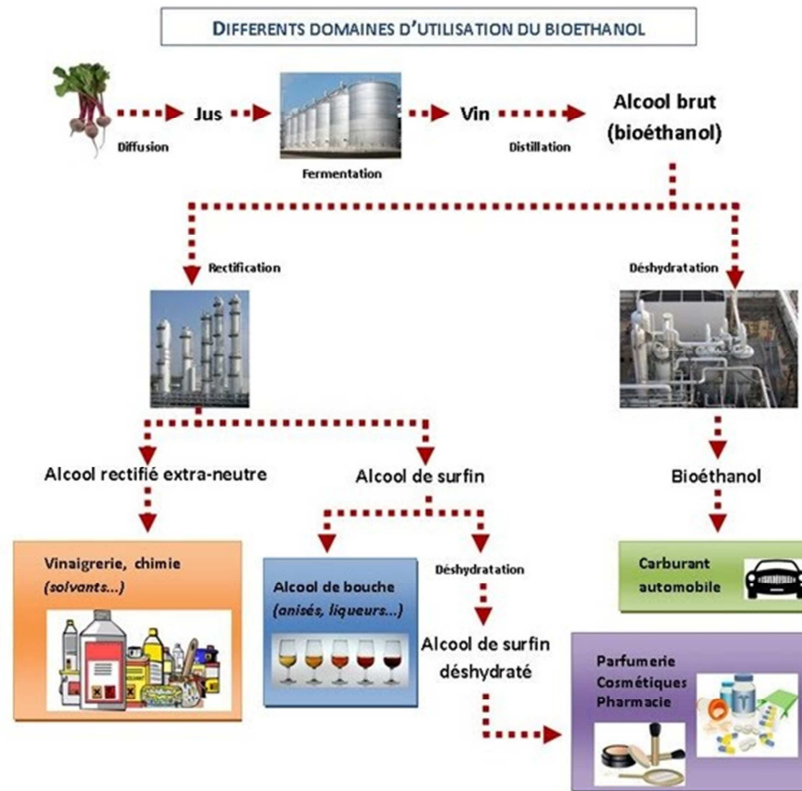 DIFFERENTS DOMAINES D'UTILISATION DU BIOETHANOL
Diffusion
Jus
Fermentation
Vin
Distillation
Alcool brut
(bioéthanol)
Rectification
Déshydratation
Alcool rectifié extra-neutre
Alcool de surfin
Bioéthanol
Vinaigrerie, chimie
(solvants...)
Alcool de bouche
(anisés, liqueurs...)
Déshydratation
Alcool de surfin
déshydraté
Carburant
automobile
Parfumerie
Cosmétiques
Pharmacie